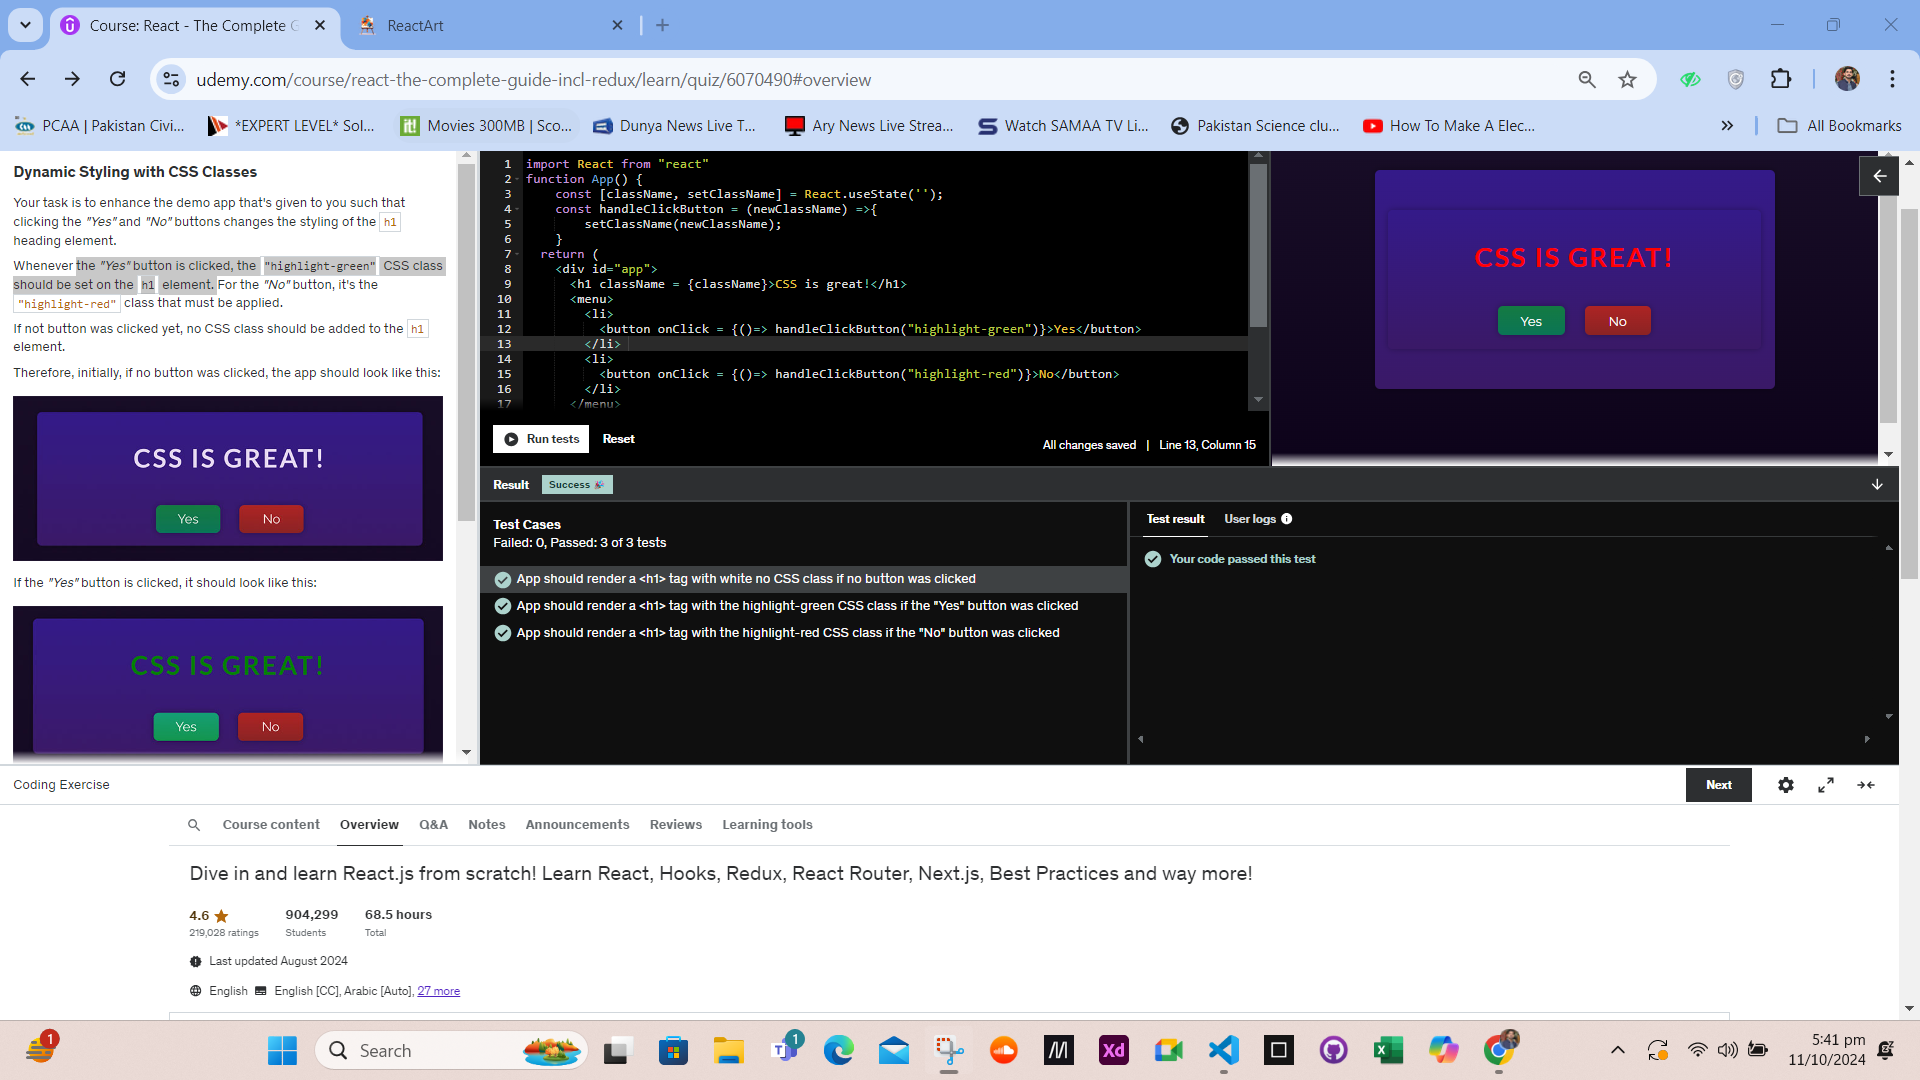 Course: React - The Complete G
ReactArt
udemy.com/course/react-the-complete-guide-incl-redux/learn/quiz/6070490#overview
PCAA | Pakistan Civi...
*EXPERT LEVEL* Sol...
Movies 300MB | Sco...
Dunya News Live T...
Ary News Live Strea...
Watch SAMAA TV Li...
Pakistan Science clu...
How To Make A Elec...
All Bookmarks
Dynamic Styling with CSS Classes
Your task is to enhance the demo app that's given to you such that
clicking the "Yes" and "No" buttons changes the styling of the h1
heading element.
Whenever the "Yes" button is clicked, the "highlight-green" CSS class
should be set on the h1 element. For the "No" button, it's the
"highlight-red" class that must be applied.
If not button was clicked yet, no CSS class should be added to the h1
element.
Therefore, initially, if no button was clicked, the app should look like this:
CSS IS GREAT!
Yes No
If the "Yes" button is clicked, it should look like this:
CSS IS GREAT!
Yes No
1 import React from "react"
2 function App() {
3 const [className, setClassName] = React.useState('');
4 const handleClickButton = (newClassName) =>{
5 setClassName(newClassName);
6 }
7 return (
8 <div id="app">
9 <h1 className = {className}>CSS is great!</h1>
10 <menu>
11 <li>
12 <button onClick = {()=> handleClickButton("highlight-green")}>Yes</button>
13 </li>
14 <li>
15 <button onClick = {()=> handleClickButton("highlight-red")}>No</button>
16 </li>
17 </menu>
Run tests Reset
All changes saved | Line 13, Column 15
CSS IS GREAT!
Yes No
Result Success
Test Cases
Failed: 0, Passed: 3 of 3 tests
App should render a <h1> tag with white no CSS class if no button was clicked
App should render a <h1> tag with the highlight-green CSS class if the "Yes" button was clicked
App should render a <h1> tag with the highlight-red CSS class if the "No" button was clicked
Test result User logs
Your code passed this test
Coding Exercise
Next
Course content Overview Q&A Notes Announcements Reviews Learning tools
Dive in and learn React.js from scratch! Learn React, Hooks, Redux, React Router, Next.js, Best Practices and way more!
4.6 904,299 68.5 hours
219,028 ratings Students Total
Last updated August 2024
English English [CC], Arabic [Auto], 27 more
1
Search
1
Xd
5:41 pm
11/10/2024